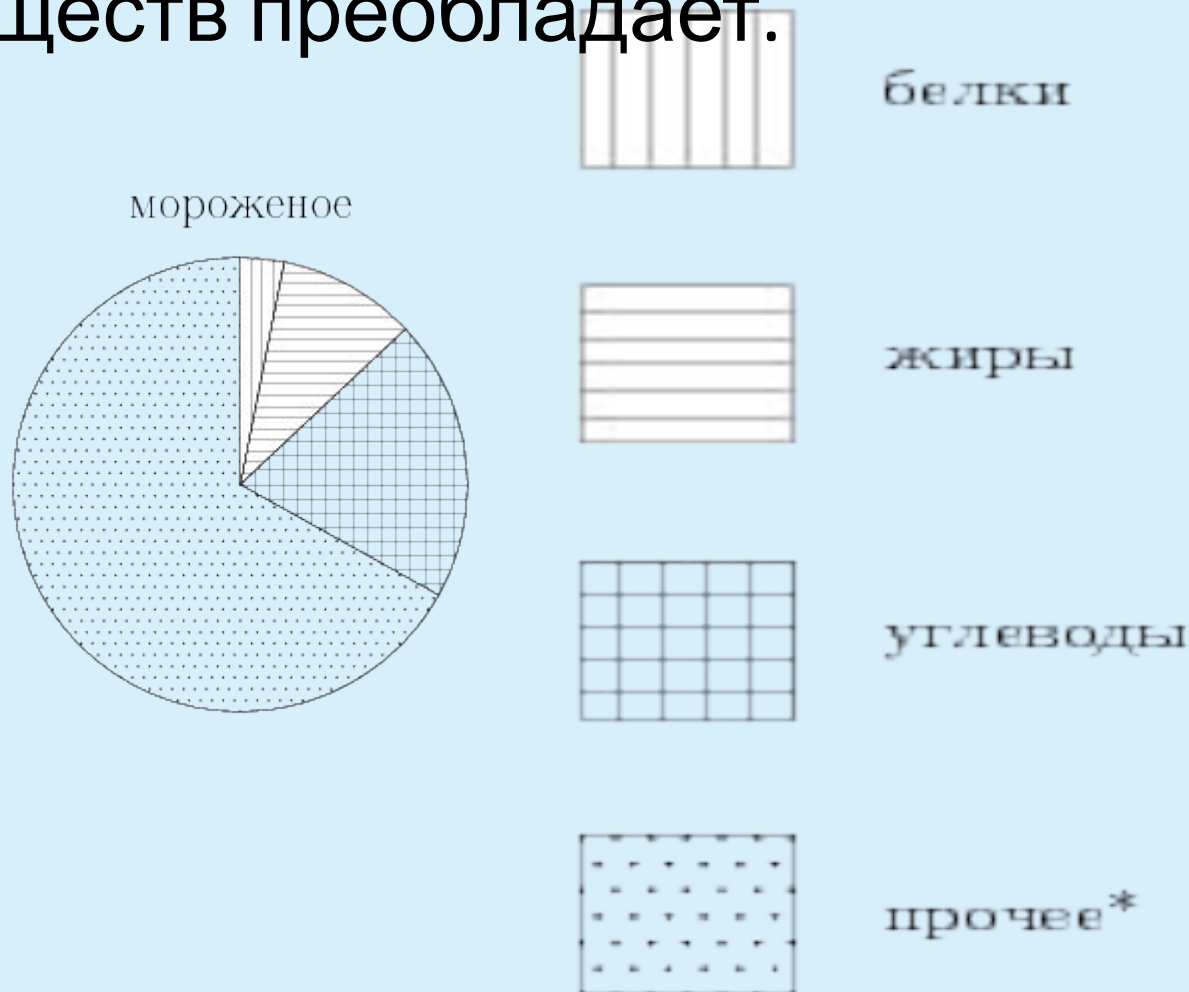 ществ преобладает.
белки
мороженое
жиры
углеводы
прочее*